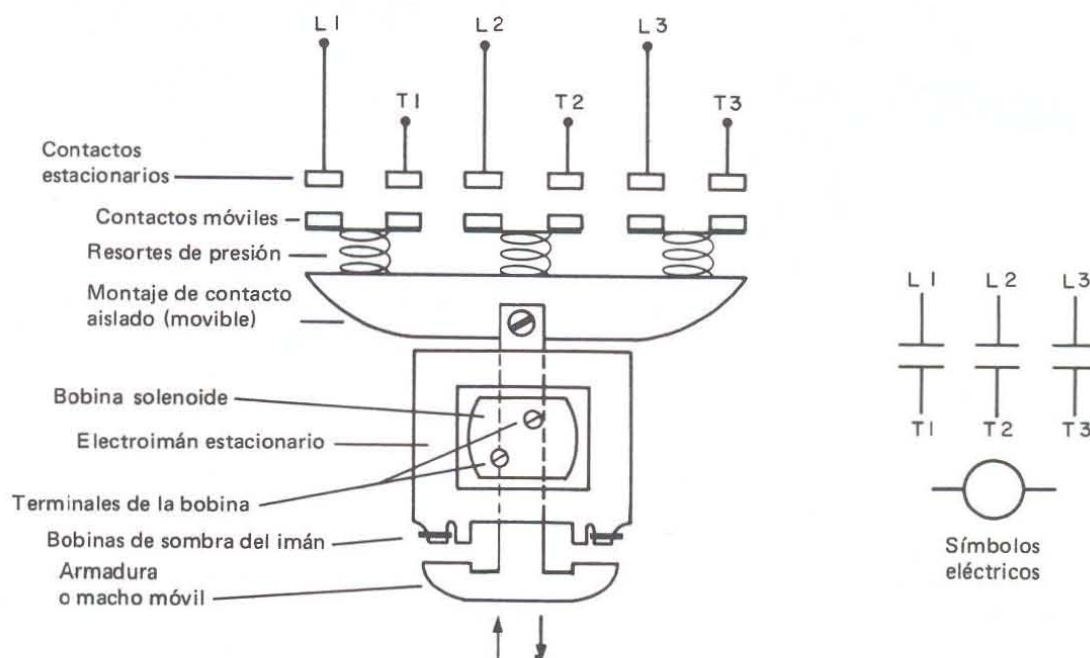 L1
L2
L3
T1
T2
T3
Contactos
estacionarios
Contactos móviles
Resortes de presión
Montaje de contacto
aislado (movible)
Bobina solenoide
Electroimán estacionario
Terminales de la bobina
Bobinas de sombra del imán
Armadura
o macho móvil
L1
L2
L3
T1
T2
T3
Símbolos
eléctricos